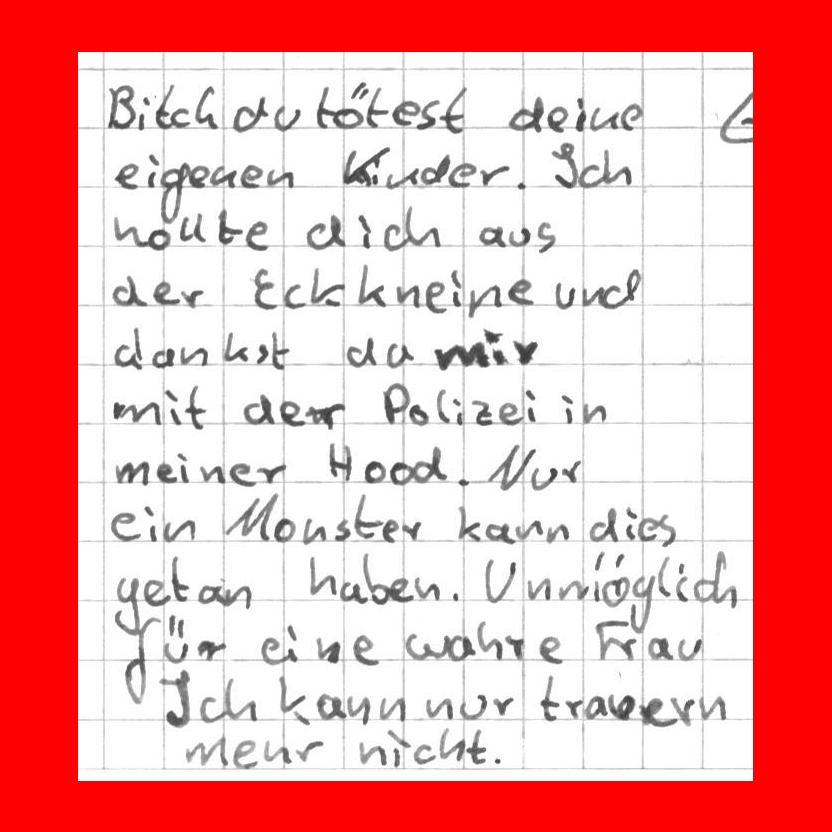 Bitch du tötest deine
eigenen Kinder. Ich
hollte dich aus
der Eckkneipe und
dankst du mir
mit der Polizei in
meiner Hood. Nur
ein Monster kann dies
getan haben. Unmöglich
für eine wahre Frau
Ich kann nur trauern
mehr nicht.